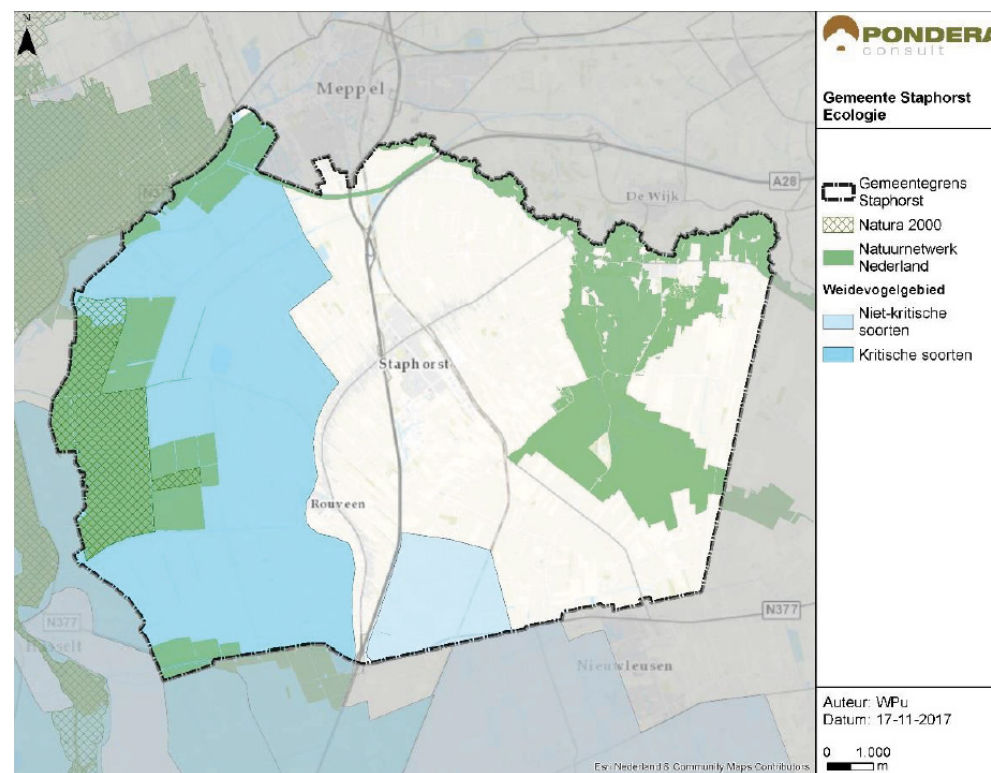 N
Meppel
De Wijk
A28
Staphorst
Rouveen
N377
N377
Hasselt
Nieuwleusen
Esri Nederland & Community Maps Contributors
PONDERA
consult
Gemeente Staphorst
Ecologie
Gemeentegrens
Staphorst
Natura 2000
Natuurnetwerk
Nederland
Weidevogelgebied
Niet-kritische
soorten
Kritische soorten
Auteur: WPu
Datum: 17-11-2017
0 1.000
m